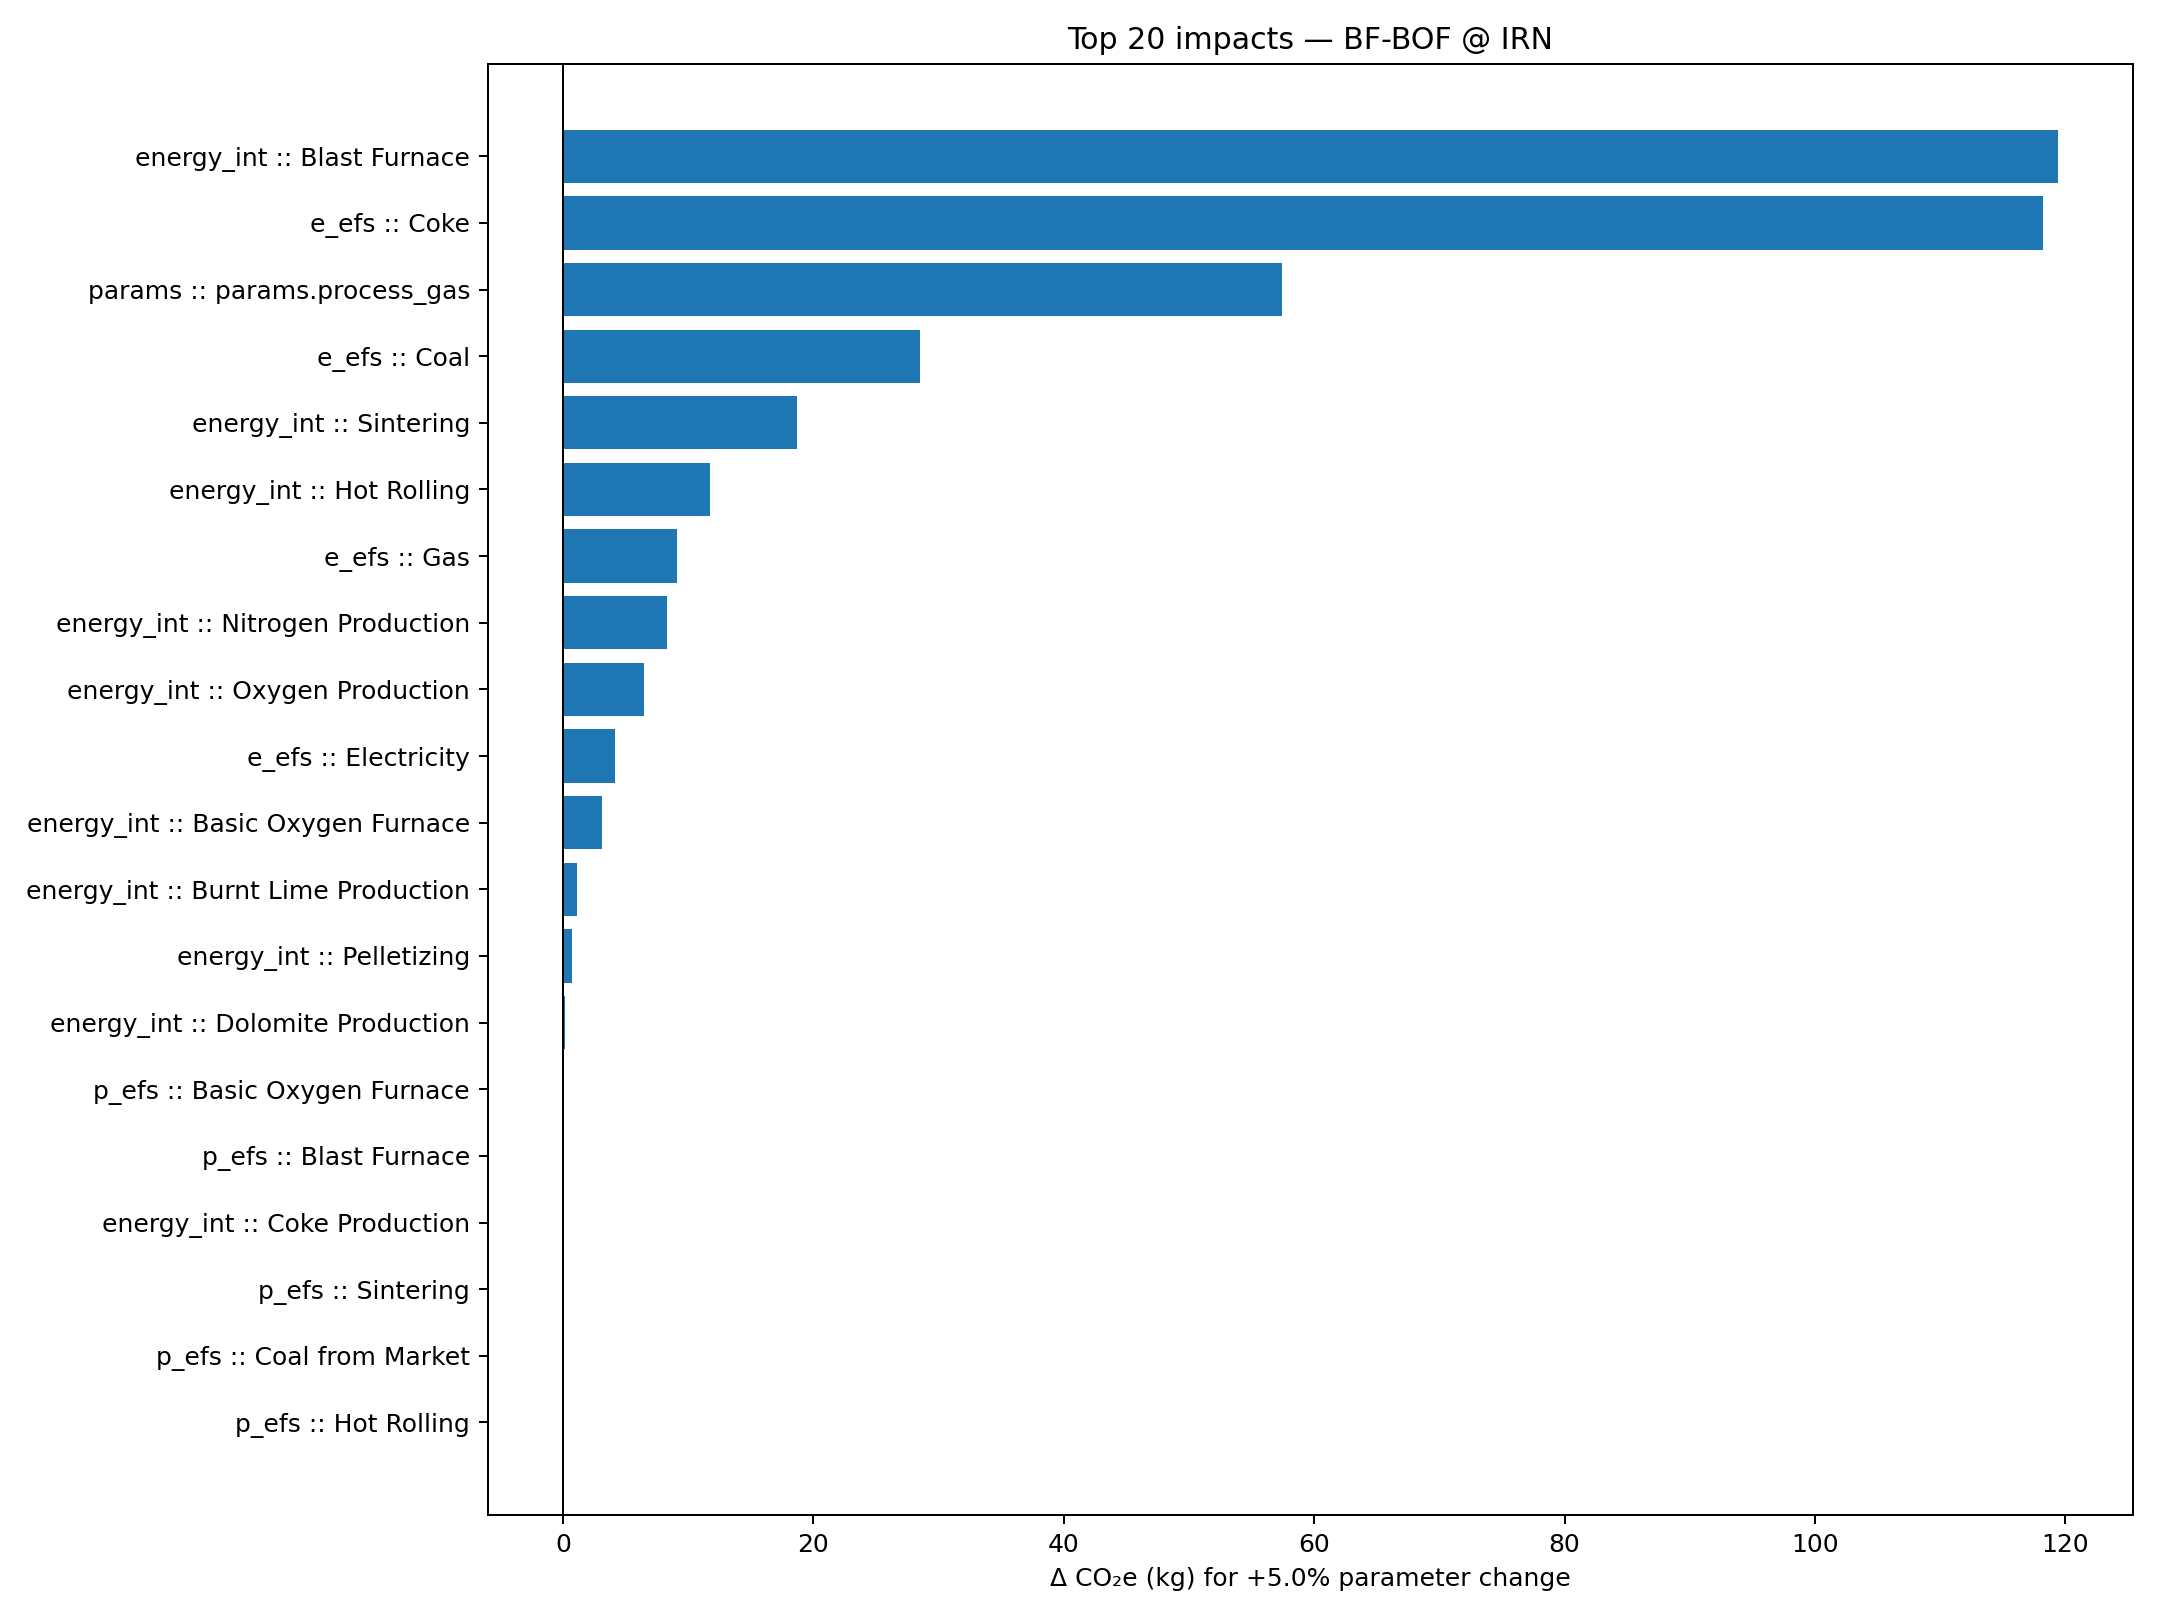 Top 20 impacts — BF-BOF @ IRN
energy_int :: Blast Furnace
e_efs :: Coke
params :: params.process_gas
e_efs :: Coal
energy_int :: Sintering
energy_int :: Hot Rolling
e_efs :: Gas
energy_int :: Nitrogen Production
energy_int :: Oxygen Production
e_efs :: Electricity
energy_int :: Basic Oxygen Furnace
energy_int :: Burnt Lime Production
energy_int :: Pelletizing
energy_int :: Dolomite Production
p_efs :: Basic Oxygen Furnace
p_efs :: Blast Furnace
energy_int :: Coke Production
p_efs :: Sintering
p_efs :: Coal from Market
p_efs :: Hot Rolling
0 20 40 60 80 100 120
Δ CO₂e (kg) for +5.0% parameter change